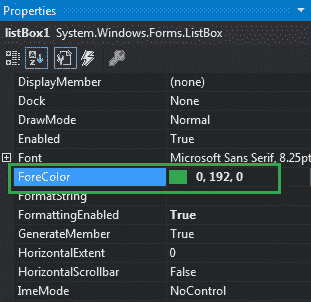 Properties
listBox1 System.Windows.Forms.ListBox
DisplayMember (none)
Dock None
DrawMode Normal
Enabled True
Font Microsoft Sans Serif, 8.25pt
ForeColor 0, 192, 0
FormatString
FormattingEnabled True
GenerateMember True
HorizontalExtent 0
HorizontalScrollbar False
ImeMode NoControl